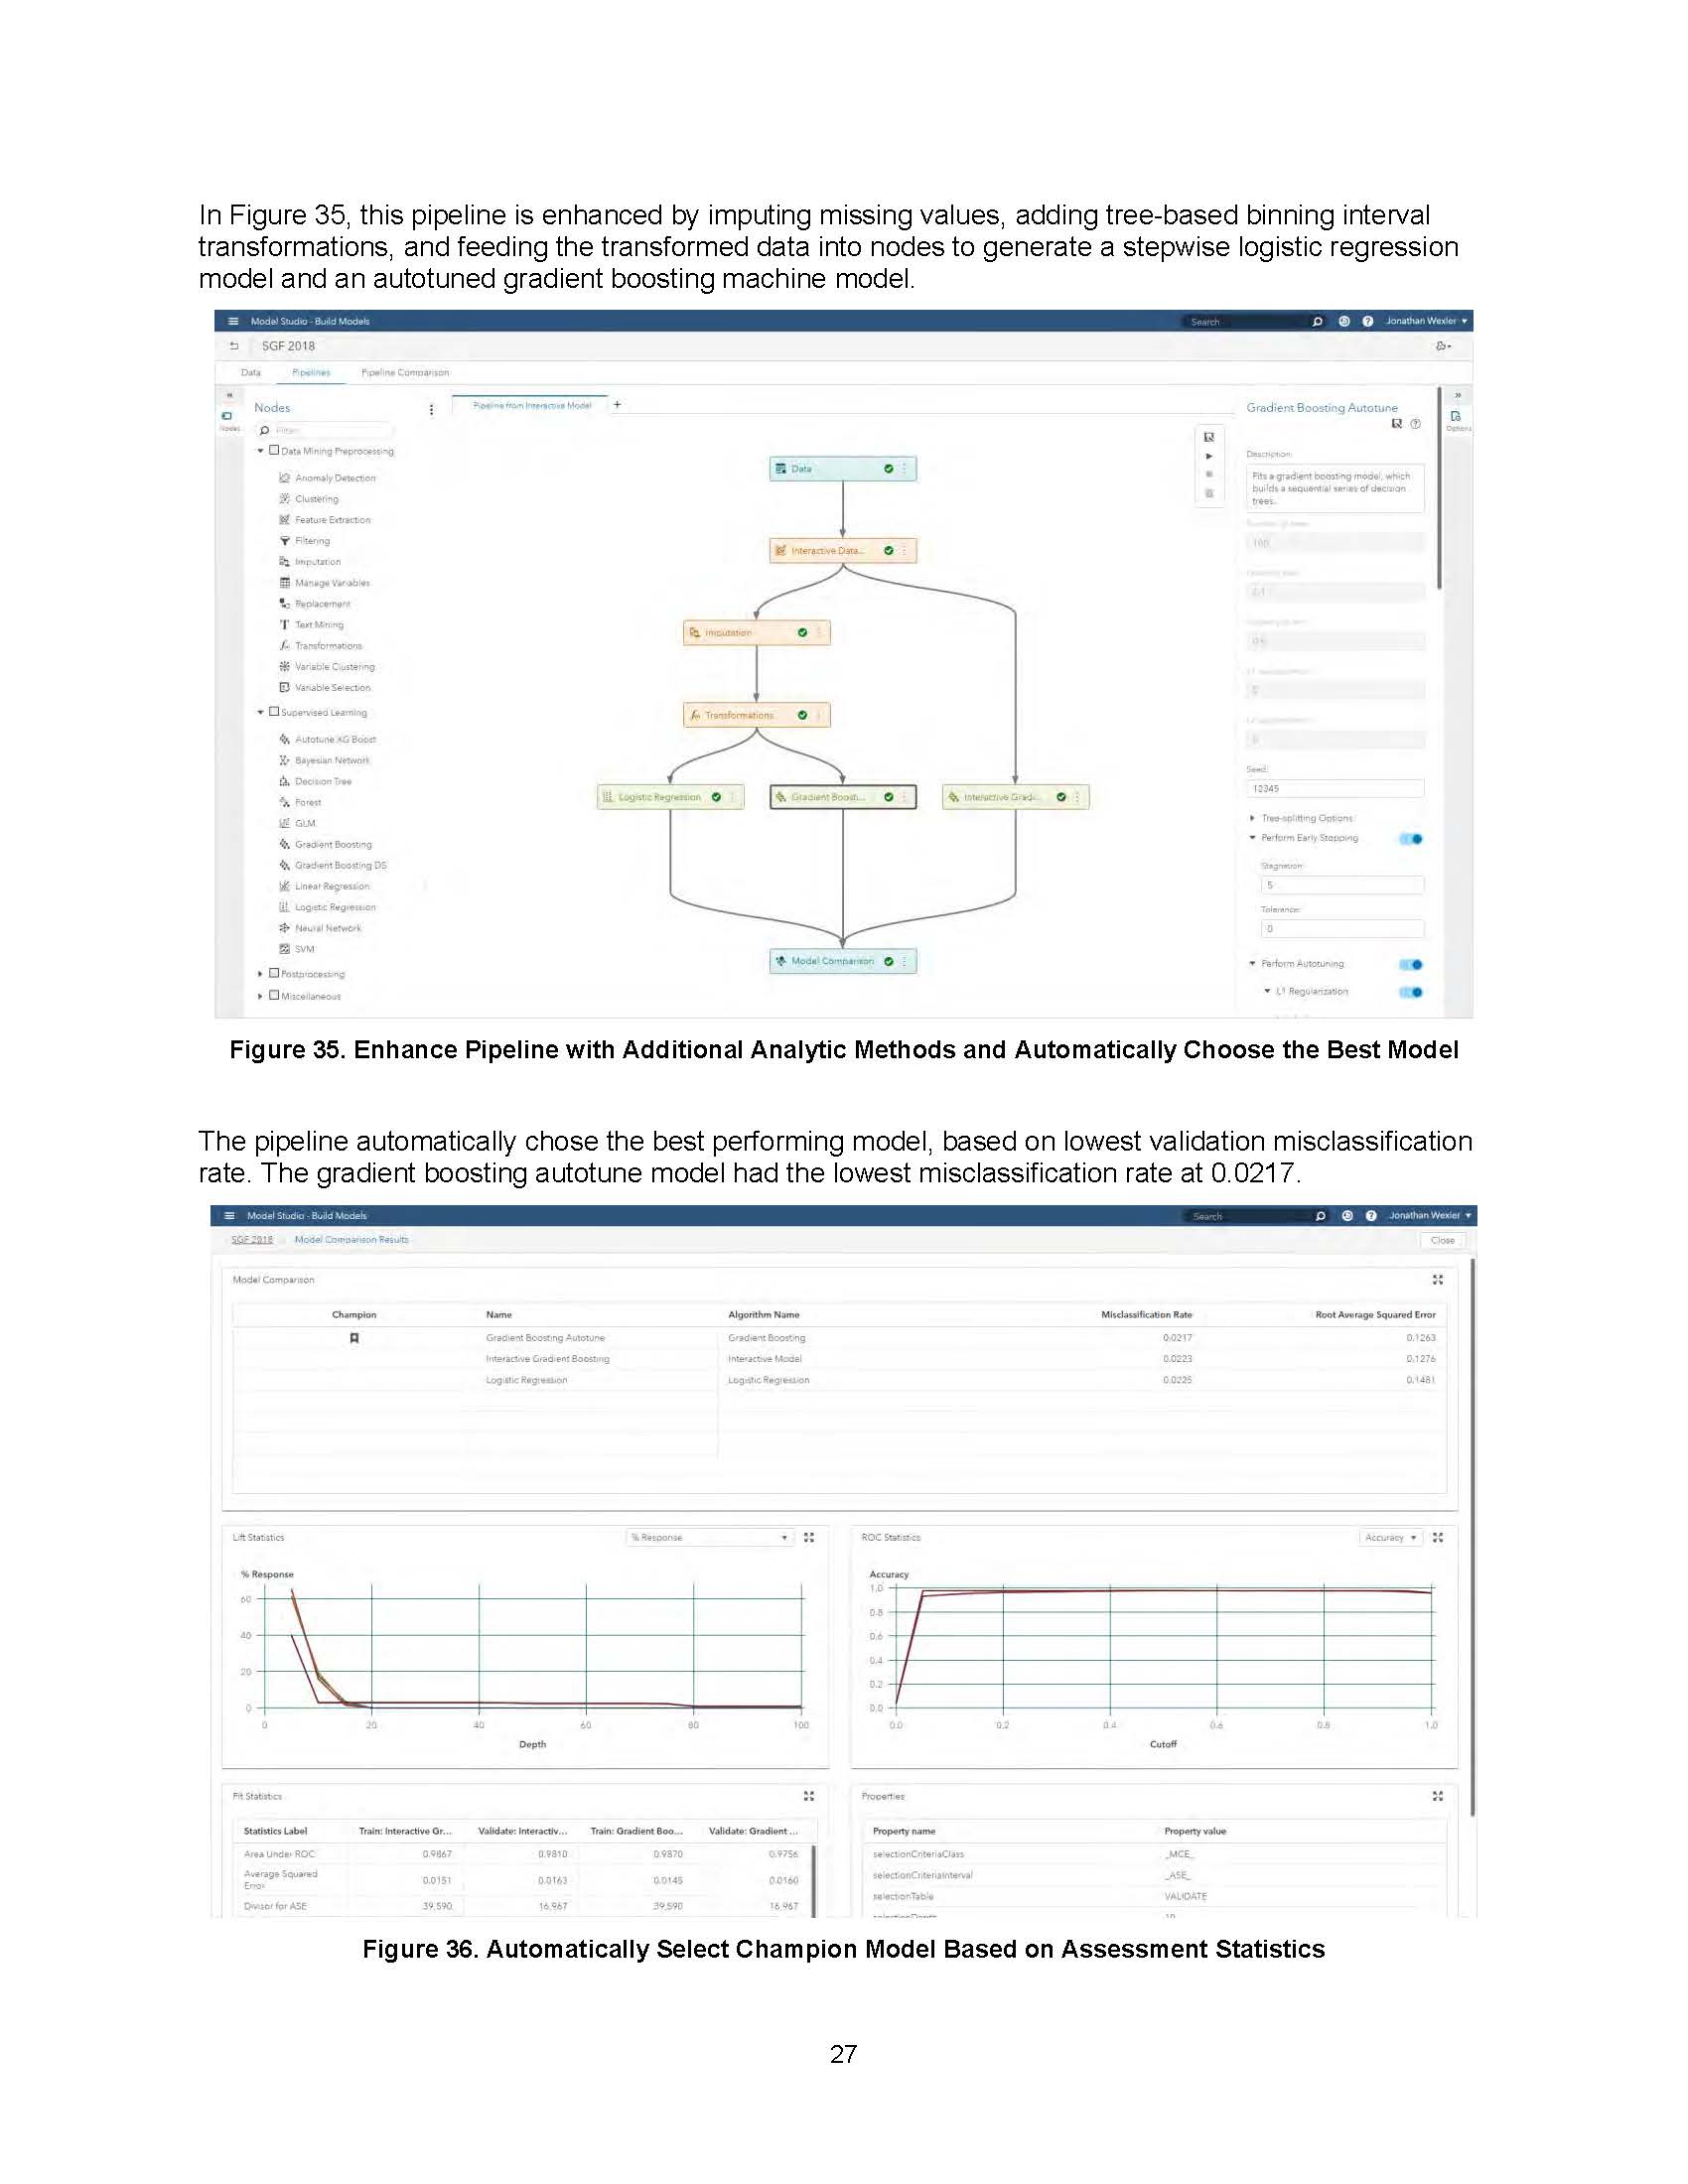 In Figure 35, this pipeline is enhanced by imputing missing values, adding tree-based binning interval
transformations, and feeding the transformed data into nodes to generate a stepwise logistic regression
model and an autotuned gradient boosting machine model.
Model Studio - Build Models
Search
Jonathan Wexler
SGF 2018
Data
Pipelines
Pipeline Comparison
Nodes
Nodes
Filter
Data Mining Preprocessing
Anomaly Detection
Clustering
Feature Extraction
Filtering
Imputation
Manage Variables
Replacement
Text Mining
Transformations
Variable Clustering
Variable Selection
Supervised Learning
Autotune XG Boost
Bayesian Network
Decision Tree
Forest
GLM
Gradient Boosting
Gradient Boosting DS
Linear Regression
Logistic Regression
Neural Network
SVM
Postprocessing
Miscellaneous
Pipeline from Interactive Model
+
Data
Interactive Data...
Imputation
Transformations
Logistic Regression
Gradient Boosti...
Interactive Gradi...
Model Comparison
Gradient Boosting Autotune
Options
Description:
Fits a gradient boosting model, which
builds a sequential series of decision
trees.
100
0.1
Seed:
12345
Tree-splitting Options
Perform Early Stopping
Stagnation:
5
Tolerance:
0
Perform Autotuning
L1 Regularization
Figure 35. Enhance Pipeline with Additional Analytic Methods and Automatically Choose the Best Model
The pipeline automatically chose the best performing model, based on lowest validation misclassification
rate. The gradient boosting autotune model had the lowest misclassification rate at 0.0217.
Model Studio - Build Models
Search
Jonathan Wexler
SGF 2018
Model Comparison Results
Close
Model Comparison
Champion Name Algorithm Name Misclassification Rate Root Average Squared Error
Gradient Boosting Autotune Gradient Boosting 0.0217 0.1263
Interactive Gradient Boosting Interactive Model 0.0223 0.1276
Logistic Regression Logistic Regression 0.0225 0.1481
Lift Statistics
% Response
% Response
60
40
20
0
0 20 40 60 80 100
Depth
ROC Statistics
Accuracy
Accuracy
1.0
0.8
0.6
0.4
0.2
0.0
0.0 0.2 0.4 0.6 0.8 1.0
Cutoff
Fit Statistics
Statistics Label Train: Interactive Gr... Validate: Interactiv... Train: Gradient Boo... Validate: Gradient ...
Area Under ROC 0.9867 0.9810 0.9870 0.9756
Average Squared
Error 0.0151 0.0163 0.0145 0.0160
Divisor for ASE 39,590 16,967 39,590 16,967
Properties
Property name Property value
selectionCriteriaClass _MCE_
selectionCriteriaInterval _ASE_
selectionTable VALIDATE
Figure 36. Automatically Select Champion Model Based on Assessment Statistics
27